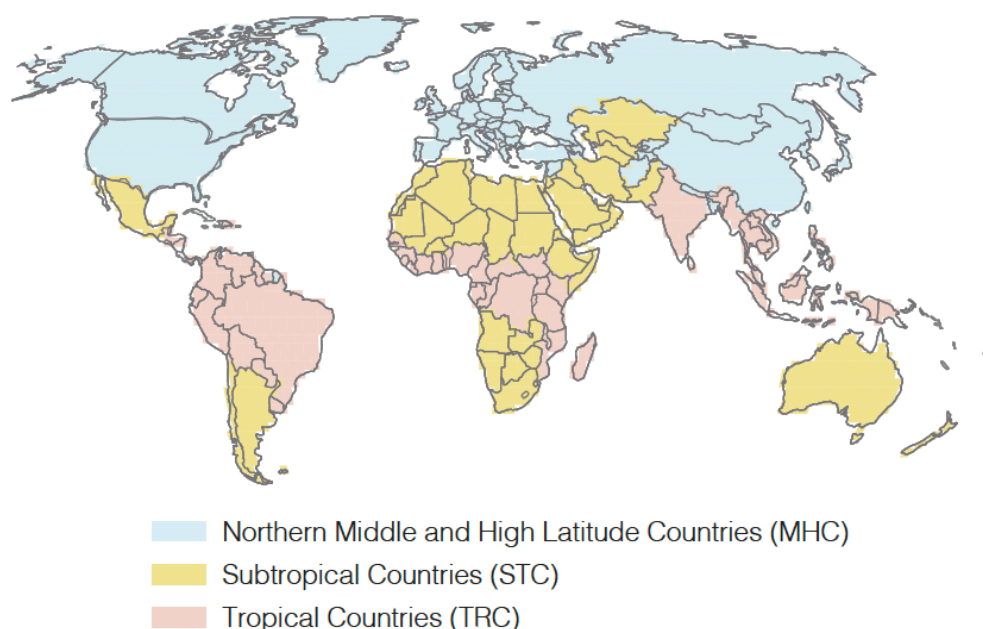 Northern Middle and High Latitude Countries (MHC)
Subtropical Countries (STC)
Tropical Countries (TRC)